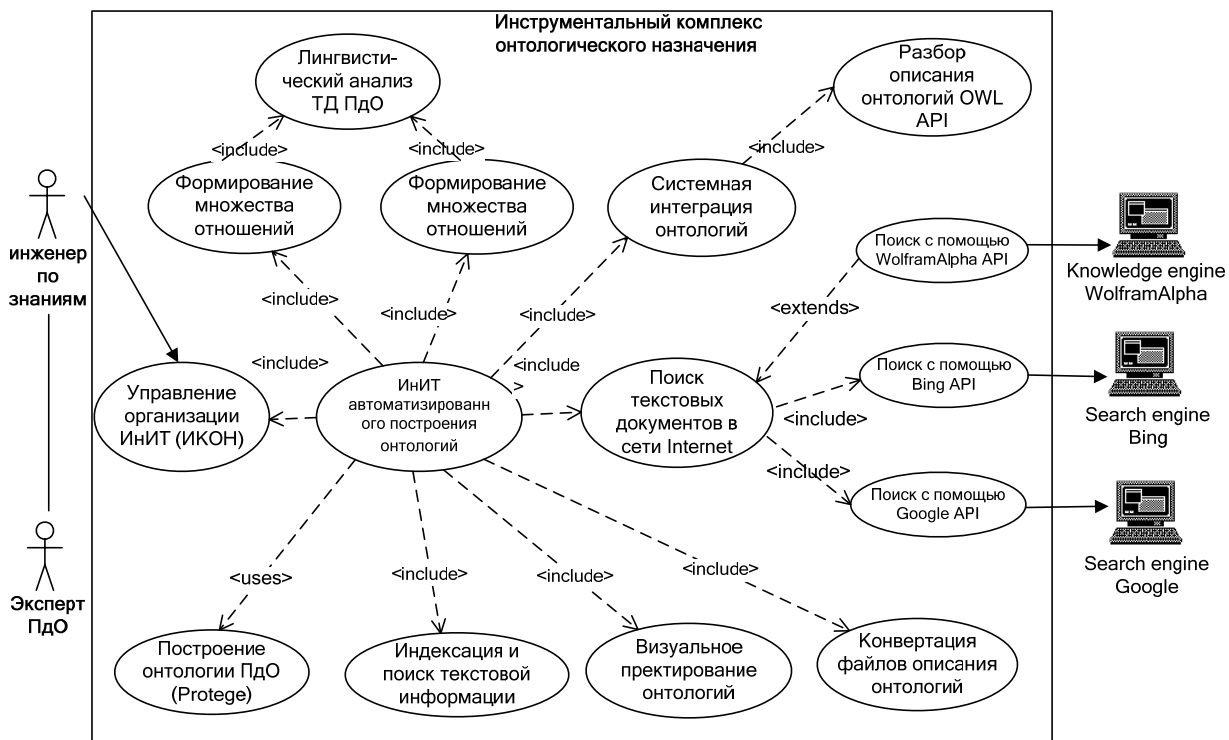 Инструментальный комплекс
онтологического назначения
Лингвисти-
ческий анализ
ТД ПдО
Разбор
описания
онтологий OWL
API
<include>
<include>
<include>
Формирование
множества
отношений
Формирование
множества
отношений
Системная
интеграция
онтологий
инженер
по
знаниям
Поиск с помощью
WolframAlpha API
Knowledge engine
WolframAlpha
<include>
<include>
<include>
<extends>
<include>
<include
>
Управление
организации
ИнИТ (ИКОН)
ИнИТ
автоматизированн
ого построения
онтологий
Поиск
текстовых
документов в
сети Internet
Поиск с помощью
Bing API
Search engine
Bing
<include>
<include>
Поиск с помощью
Google API
Search engine
Google
Эксперт
ПдО
<uses>
<include>
<include>
<include>
Построение
онтологии ПдО
(Protege)
Индексация и
поиск текстовой
информации
Визуальное
пректирование
онтологий
Конвертация
файлов описания
онтологий